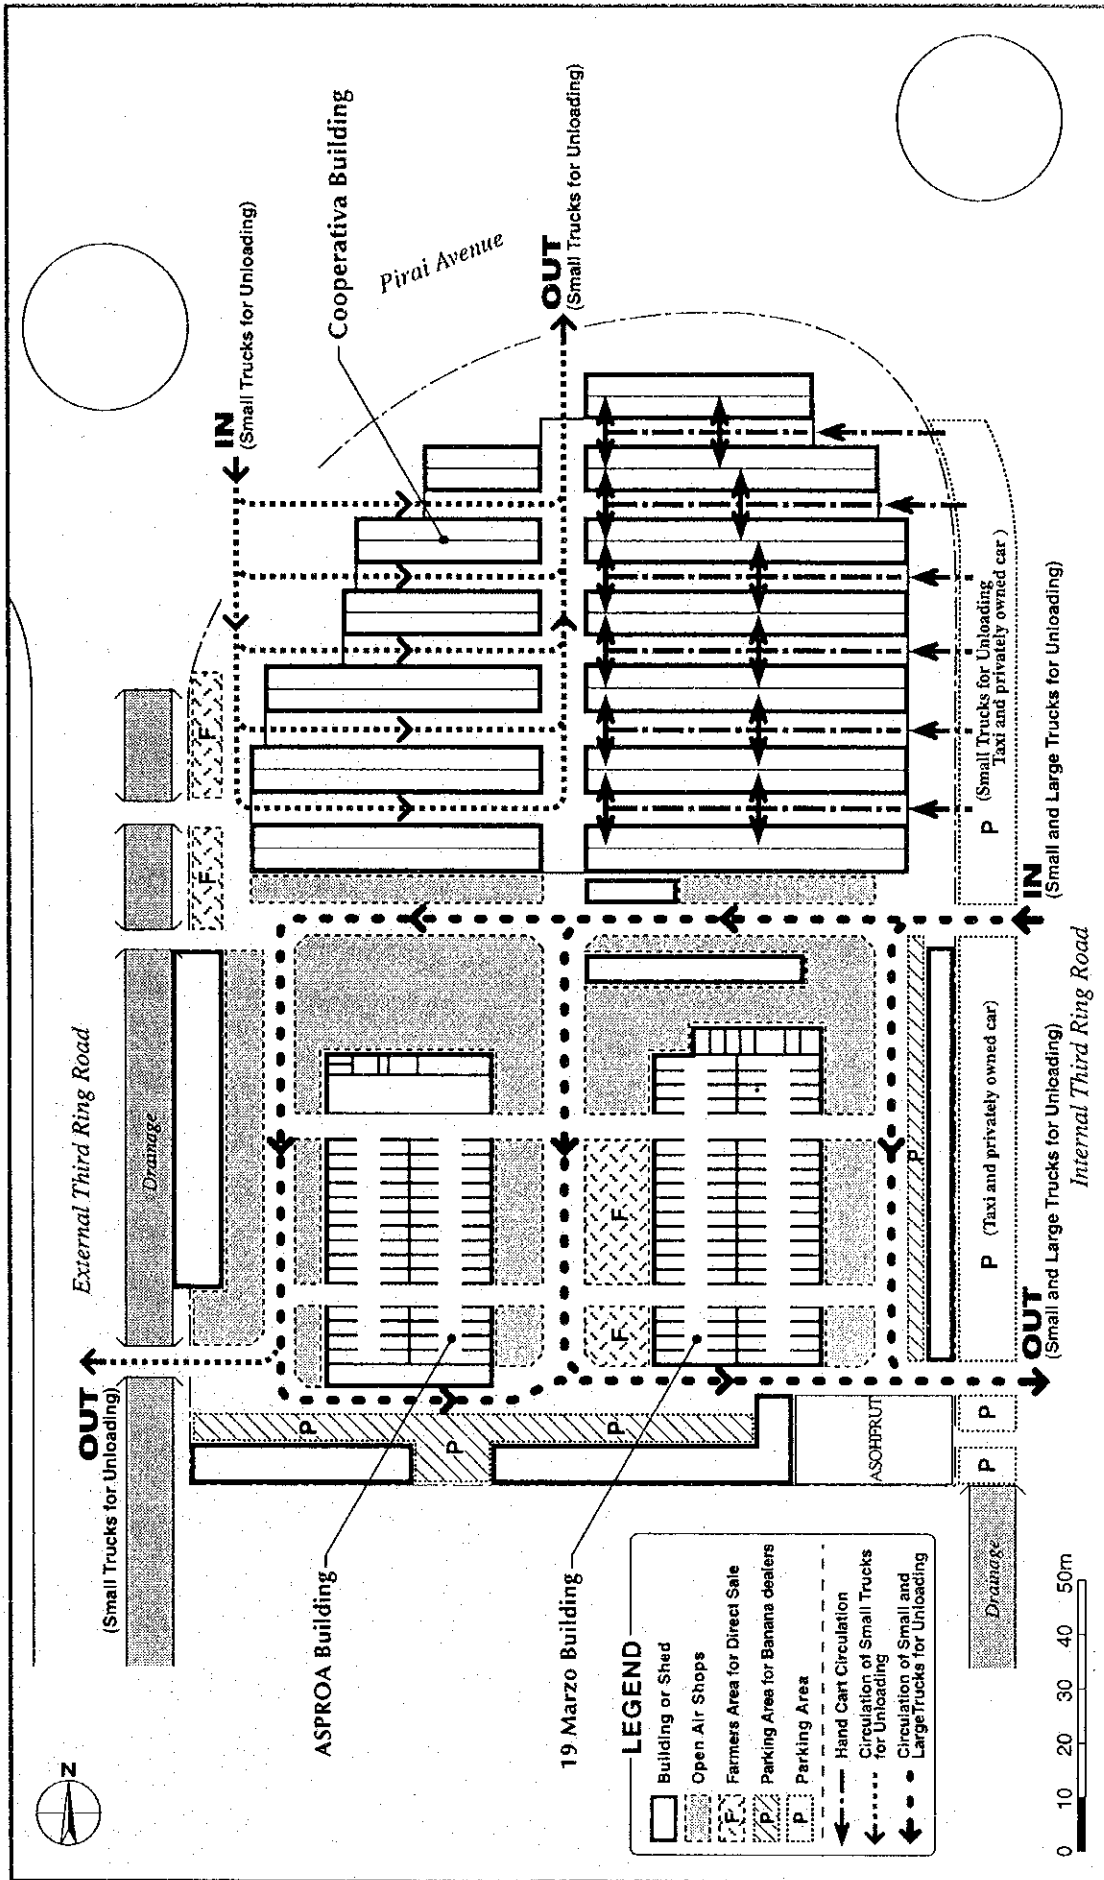 N
External Third Ring Road
Drainage
OUT
(Small Trucks for Unloading)
IN
(Small Trucks for Unloading)
Cooperativa Building
Pirai Avenue
OUT
(Small Trucks for Unloading)
F
F
F
F
P
P
P
P
ASPROA Building
19 Marzo Building
ASOHFRUT
P
P
P (Taxi and privately owned car)
P (Small Trucks for Unloading
Taxi and privately owned car )
IN
(Small and Large Trucks for Unloading)
OUT
(Small and Large Trucks for Unloading)
Internal Third Ring Road
Drainage
LEGEND
Building or Shed
Open Air Shops
F Farmers Area for Direct Sale
P Parking Area for Banana dealers
P Parking Area
Hand Cart Circulation
Circulation of Small Trucks
for Unloading
Circulation of Small and
LargeTrucks for Unloading
0 10 20 30 40 50m